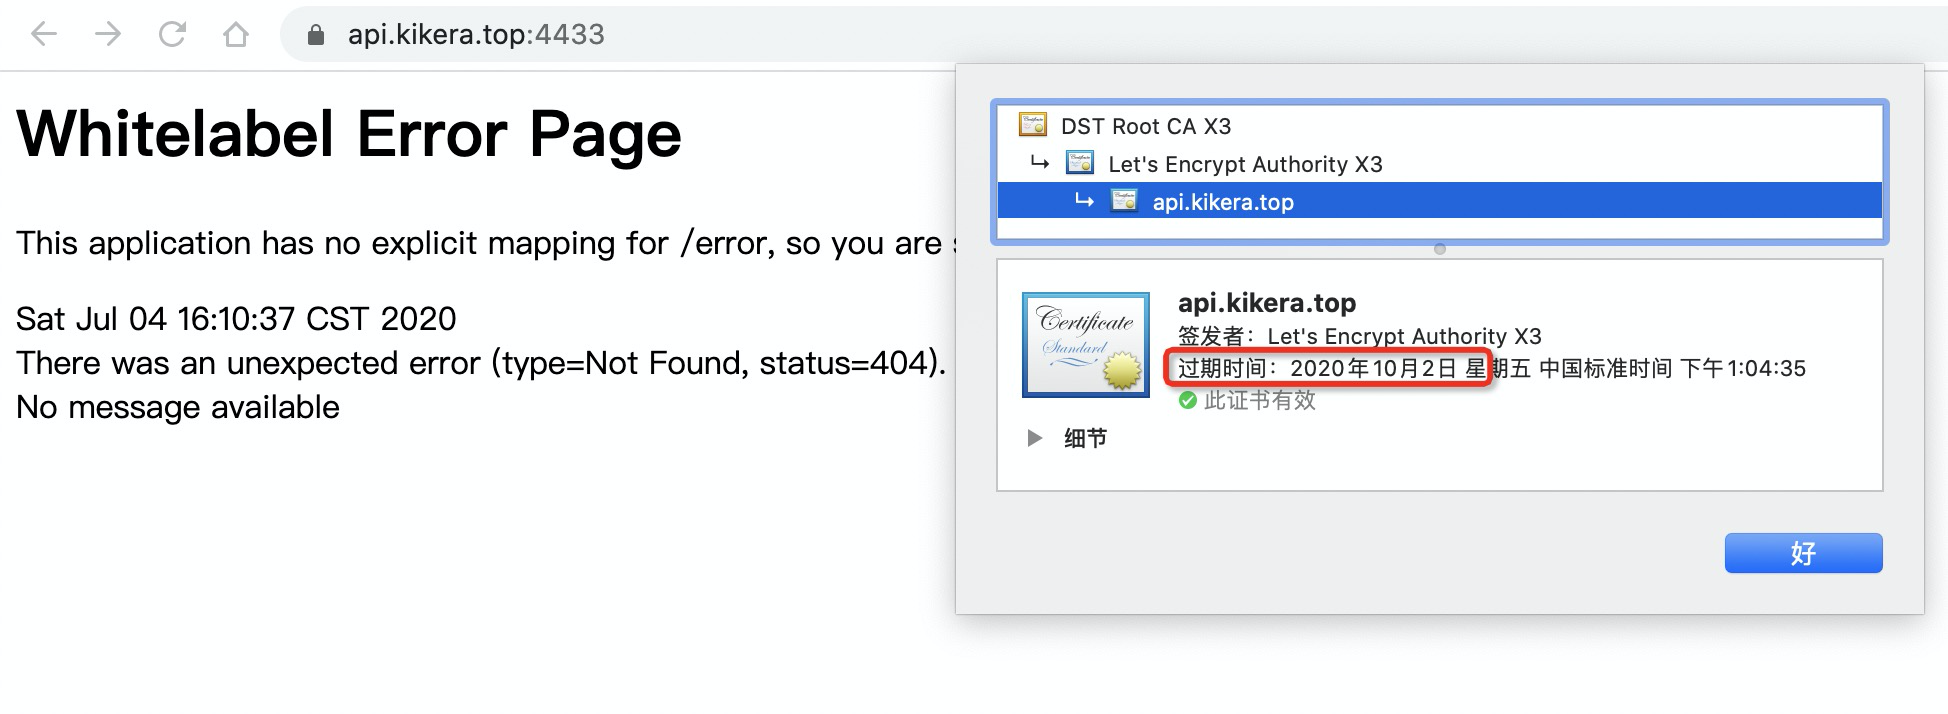 api.kikera.top:4433
Whitelabel Error Page
This application has no explicit mapping for /error, so you are
Sat Jul 04 16:10:37 CST 2020
There was an unexpected error (type=Not Found, status=404).
No message available
DST Root CA X3
Let's Encrypt Authority X3
api.kikera.top
Certificate
Standard
api.kikera.top
签发者：Let's Encrypt Authority X3
过期时间：2020年10月2日 星期五 中国标准时间 下午1:04:35
此证书有效
细节
好